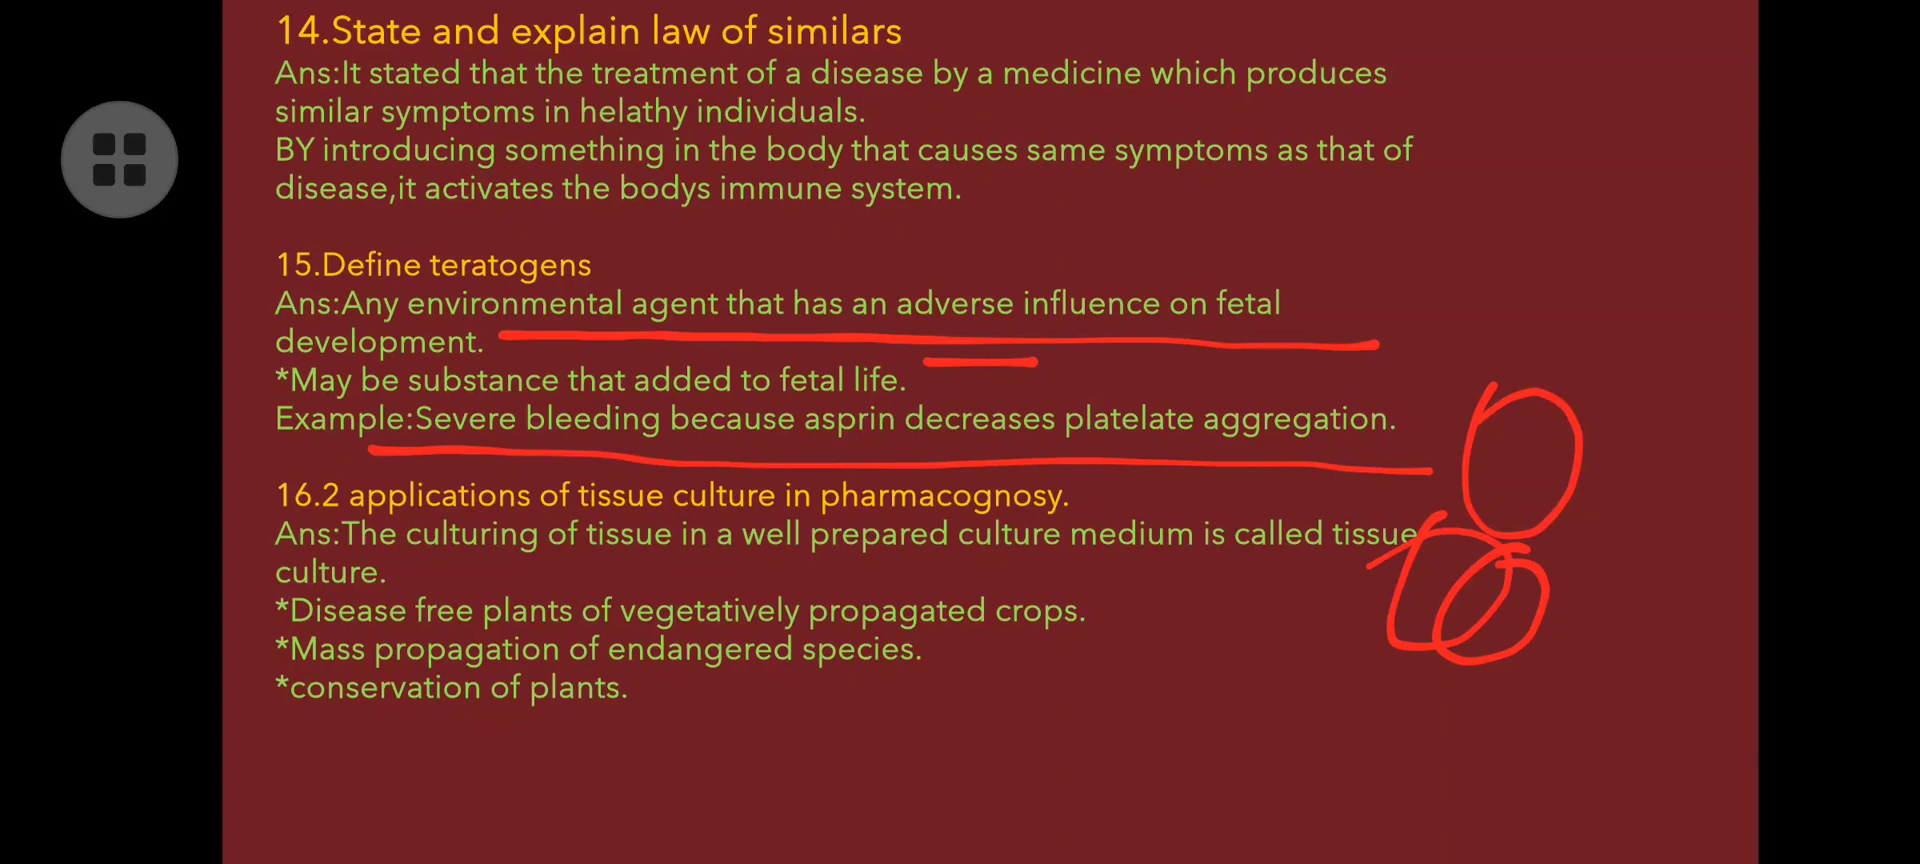 14.State and explain law of similars
Ans:It stated that the treatment of a disease by a medicine which produces
similar symptoms in helathy individuals.
BY introducing something in the body that causes same symptoms as that of
disease,it activates the bodys immune system.
15.Define teratogens
Ans:Any environmental agent that has an adverse influence on fetal
development.
*May be substance that added to fetal life.
Example:Severe bleeding because asprin decreases platelate aggregation.
16.2 applications of tissue culture in pharmacognosy.
Ans:The culturing of tissue in a well prepared culture medium is called tissue
culture.
*Disease free plants of vegetatively propagated crops.
*Mass propagation of endangered species.
*conservation of plants.